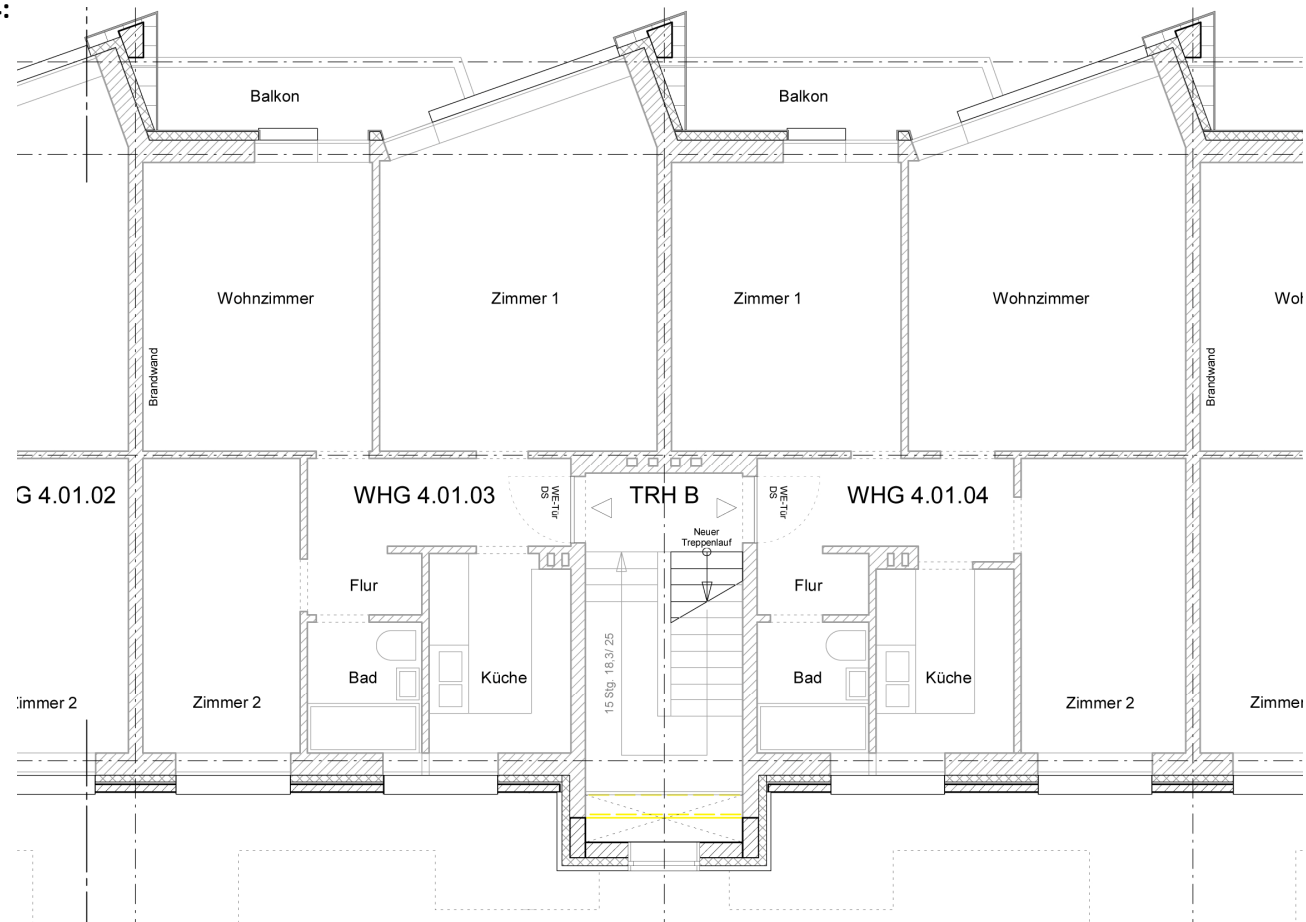 :
Balkon
Balkon
Wohnzimmer
Zimmer 1
Zimmer 1
Wohnzimmer
Woh
Brandwand
Brandwand
G 4.01.02
WHG 4.01.03
WE-Tür
DS
TRH B
WE-Tür
DS
WHG 4.01.04
Neuer
Treppenlauf
Flur
Flur
15 Stg. 18,3/ 25
Bad
Küche
Bad
Küche
Zimmer 2
Zimmer 2
Zimmer 2
Zimmer